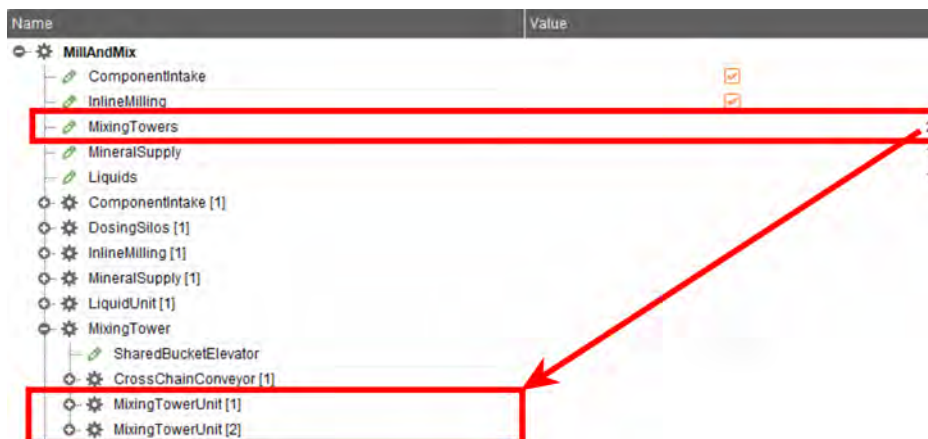 Name Value
MillAndMix
ComponentIntake
InlineMilling
MixingTowers 2
MineralSupply
Liquids
ComponentIntake [1]
DosingSilos [1]
InlineMilling [1]
MineralSupply [1]
LiquidUnit [1]
MixingTower
SharedBucketElevator
CrossChainConveyor [1]
MixingTowerUnit [1]
MixingTowerUnit [2]